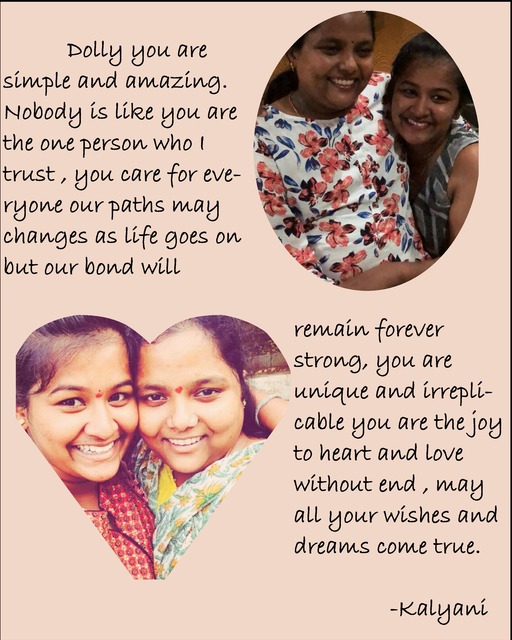 Dolly you are
simple and amazing.
Nobody is like you are
the one person who I
trust , you care for eve-
ryone our paths may
changes as life goes on
but our bond will
remain forever
strong, you are
unique and irrepli-
cable you are the joy
to heart and love
without end , may
all your wishes and
dreams come true.
-Kalyani